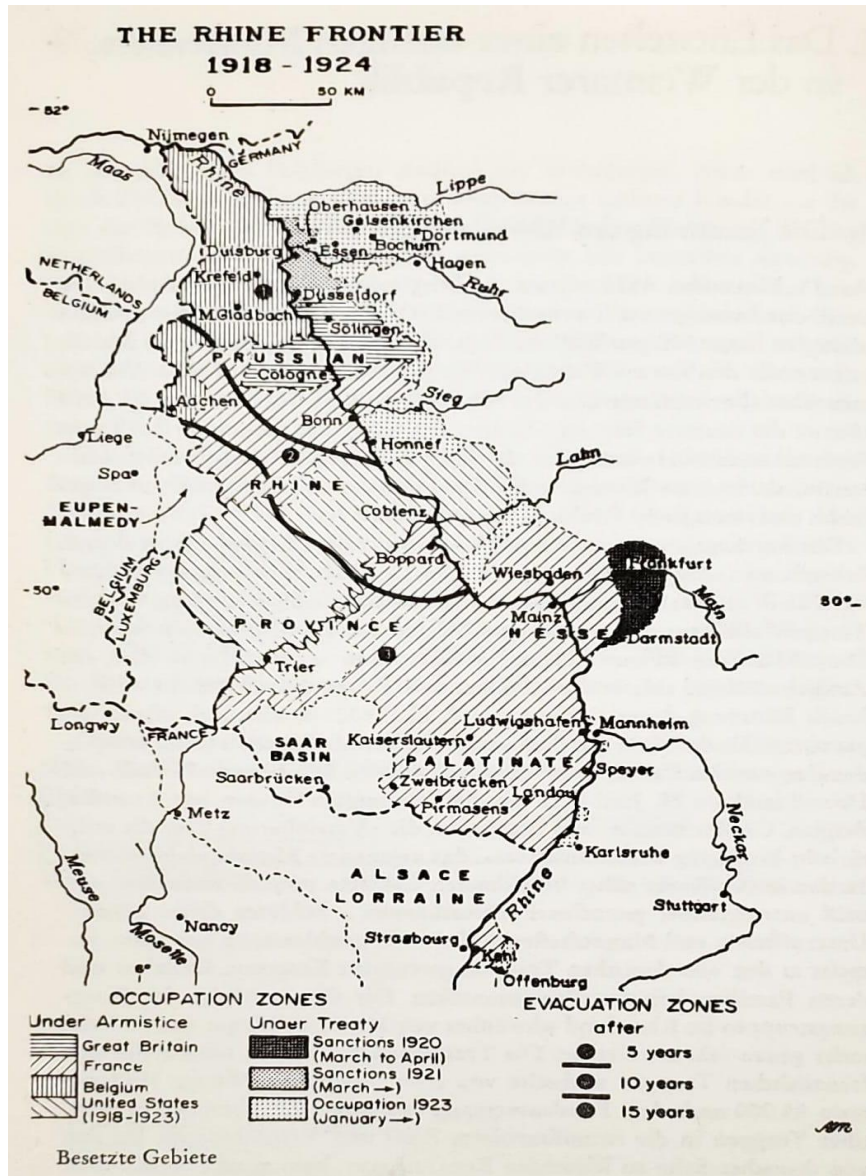 THE RHINE FRONTIER
1918 - 1924
0 50 KM
52°
Nijmegen
GERMANY
Rhine
Maas
Lippe
Oberhausen
Gelsenkirchen
Dortmund
Bochum
Essen
Duisburg
Hagen
NETHERLANDS
BELGIUM
Krefeld
Ruhr
1
Düsseldorf
M.Gladbach
Sölingen
PRUSSIAN
Cologne
Aachen
Sieg
Bonn
Liege
Honnef
Lahn
Spa
2
RHINE
EUPEN-
MALMEDY
Coblenz
Boppard
Frankfurt
Wiesbaden
50°
50°
BELGIUM
LUXEMBURG
Main
Mainz
PROVINCE
HESSE
Darmstadt
Trier
3
Longwy
FRANCE
Ludwigshafen
Mannheim
Kaiserslautern
SAAR
BASIN
PALATINATE
Speyer
Saarbrücken
Zweibrücken
Landau
Pirmasens
Neckar
Metz
Karlsruhe
Meuse
ALSACE
LORRAINE
Rhine
Stuttgart
Nancy
Moselle
Strasbourg
Kehl
6°
Offenburg
OCCUPATION ZONES
Under Armistice
Great Britain
France
Belgium
United States
(1918-1923)
Under Treaty
Sanctions 1920
(March to April)
Sanctions 1921
(March →)
Occupation 1923
(January →)
EVACUATION ZONES
after
5 years
10 years
15 years
Besetzte Gebiete